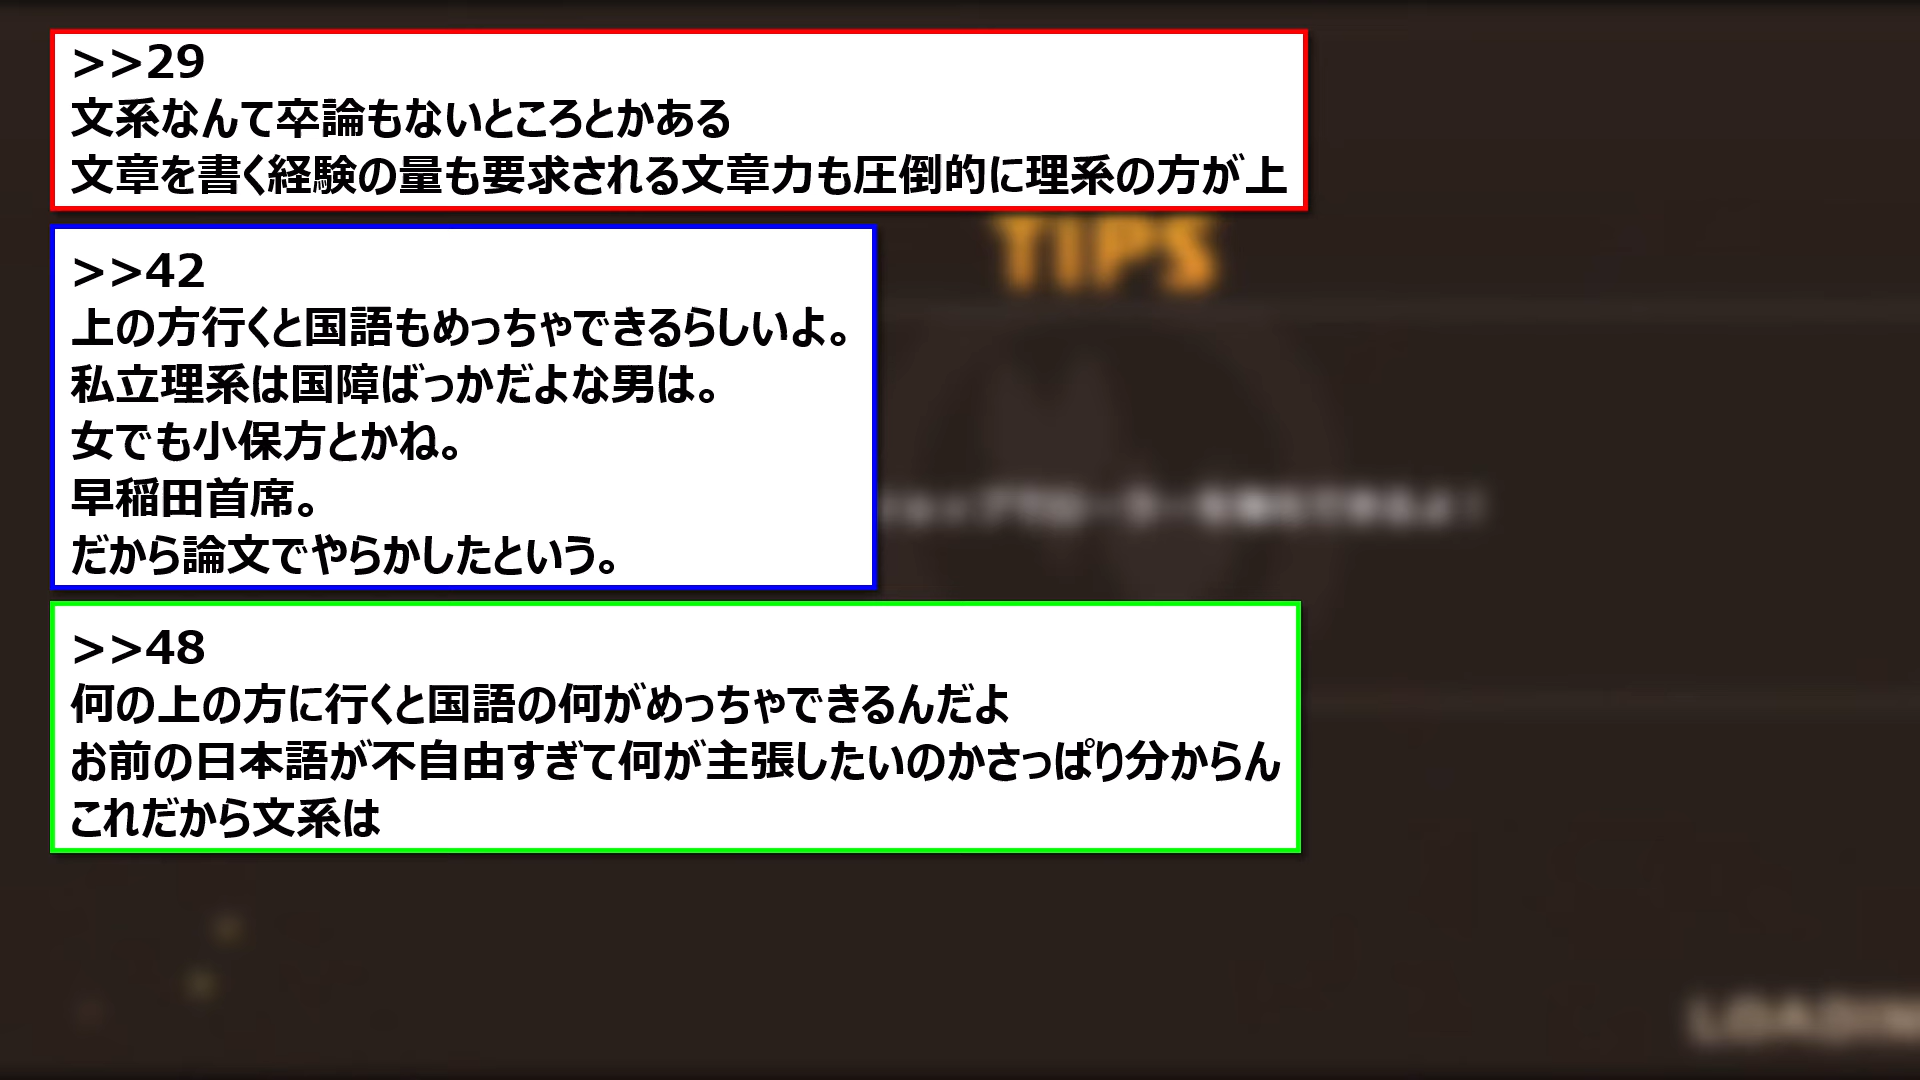 >>29
文系なんて卒論もないところとかある
文章を書く経験の量も要求される文章力も圧倒的に理系の方が上
TIPS
>>42
上の方行くと国語もめっちゃできるらしいよ。
私立理系は国障ばっかだよな男は。
女でも小保方とかね。
早稲田首席。
だから論文でやらかしたという。
>>48
何の上の方に行くと国語の何がめっちゃできるんだよ
お前の日本語が不自由すぎて何が主張したいのかさっぱり分からん
これだから文系は
LOADIN